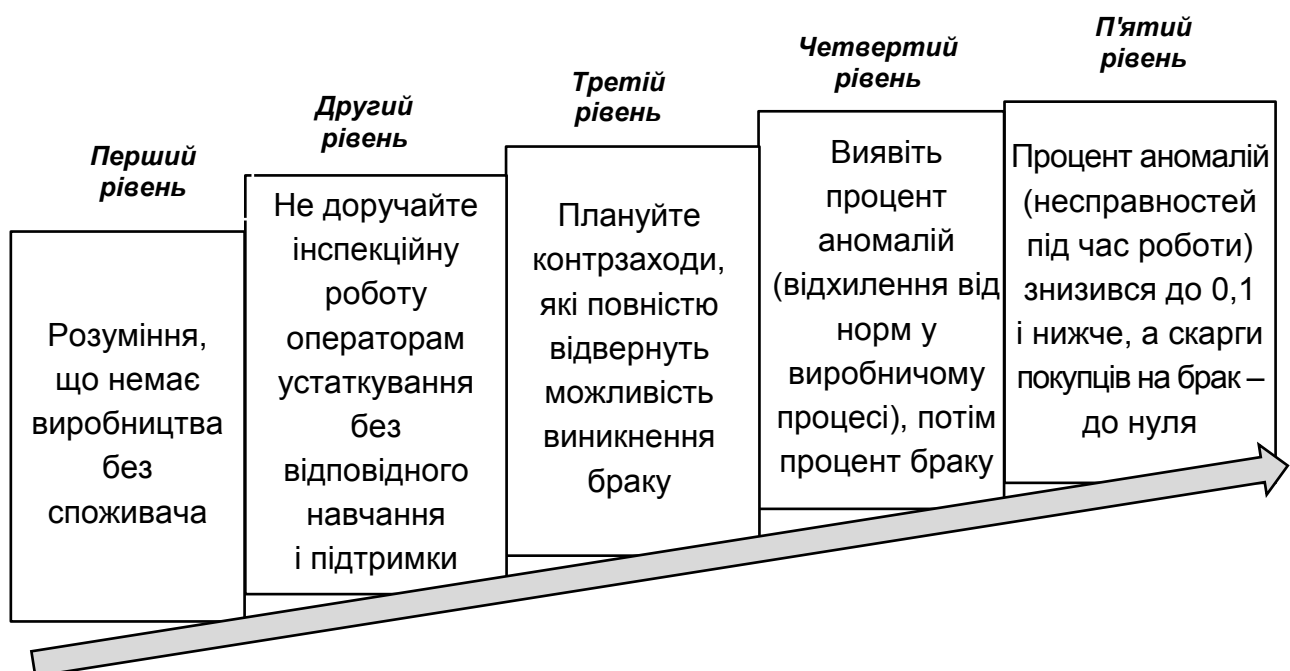 Перший
рівень
Розуміння,
що немає
виробництва
без
споживача
Другий
рівень
Не доручайте
інспекційну
роботу
операторам
устаткування
без
відповідного
навчання
і підтримки
Третій
рівень
Плануйте
контрзаходи,
які повністю
відвернуть
можливість
виникнення
браку
Четвертий
рівень
Виявіть
процент
аномалій
(відхилення від
норм у
виробничому
процесі), потім
процент браку
П'ятий
рівень
Процент аномалій
(несправностей
під час роботи)
знизився до 0,1
і нижче, а скарги
покупців на брак –
до нуля